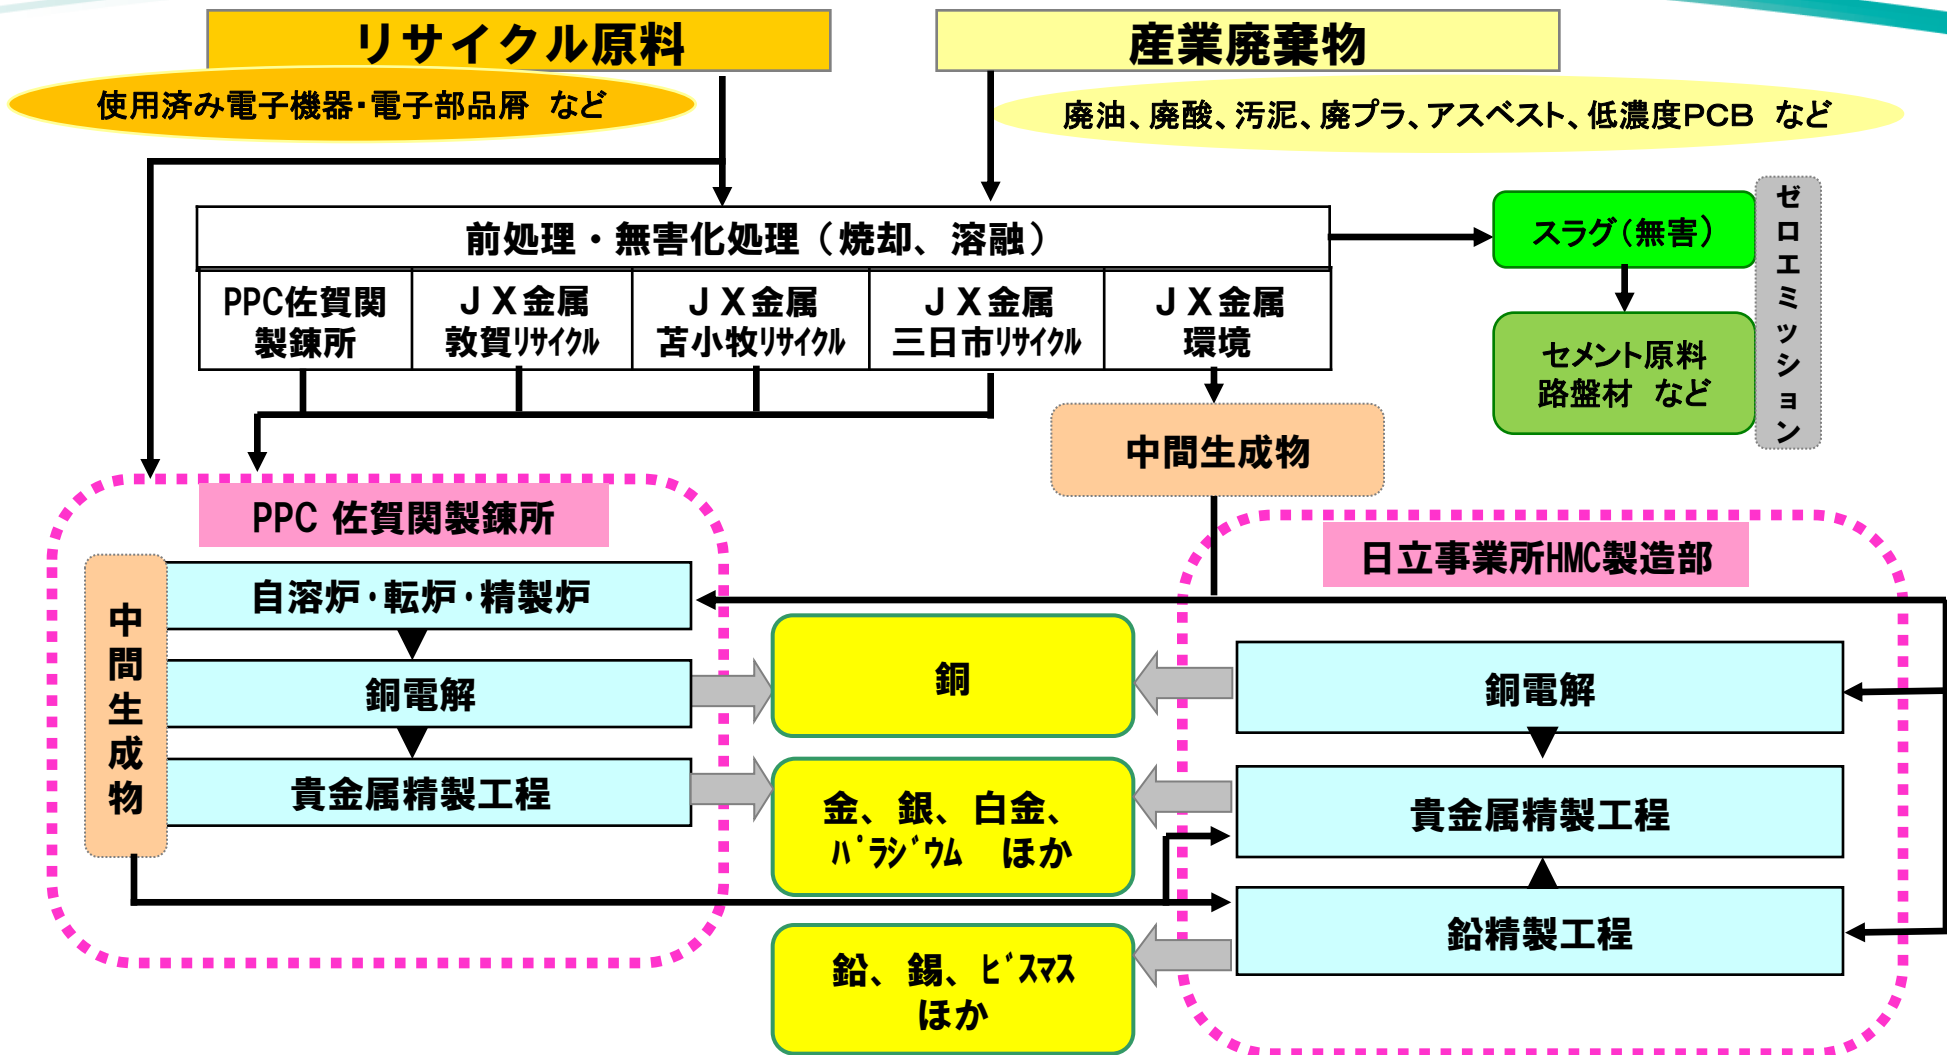 リサイクル原料
産業廃棄物
使用済み電子機器・電子部品屑　など
廃油、廃酸、汚泥、廃プラ、アスベスト、低濃度PCB　など
前処理・無害化処理（焼却、溶融）
PPC佐賀関
製錬所
ＪＸ金属
敦賀ﾘｻｲｸﾙ
ＪＸ金属
苫小牧ﾘｻｲｸﾙ
ＪＸ金属
三日市ﾘｻｲｸﾙ
ＪＸ金属
環境
スラグ（無害）
セメント原料
路盤材　など
ゼロエミッション
中間生成物
PPC 佐賀関製錬所
中間生成物
自溶炉・転炉・精製炉
銅電解
貴金属精製工程
銅
金、銀、白金、
ﾊﾟﾗｼﾞｳﾑ　ほか
鉛、錫、ﾋﾞｽﾏｽ
ほか
日立事業所HMC製造部
銅電解
貴金属精製工程
鉛精製工程